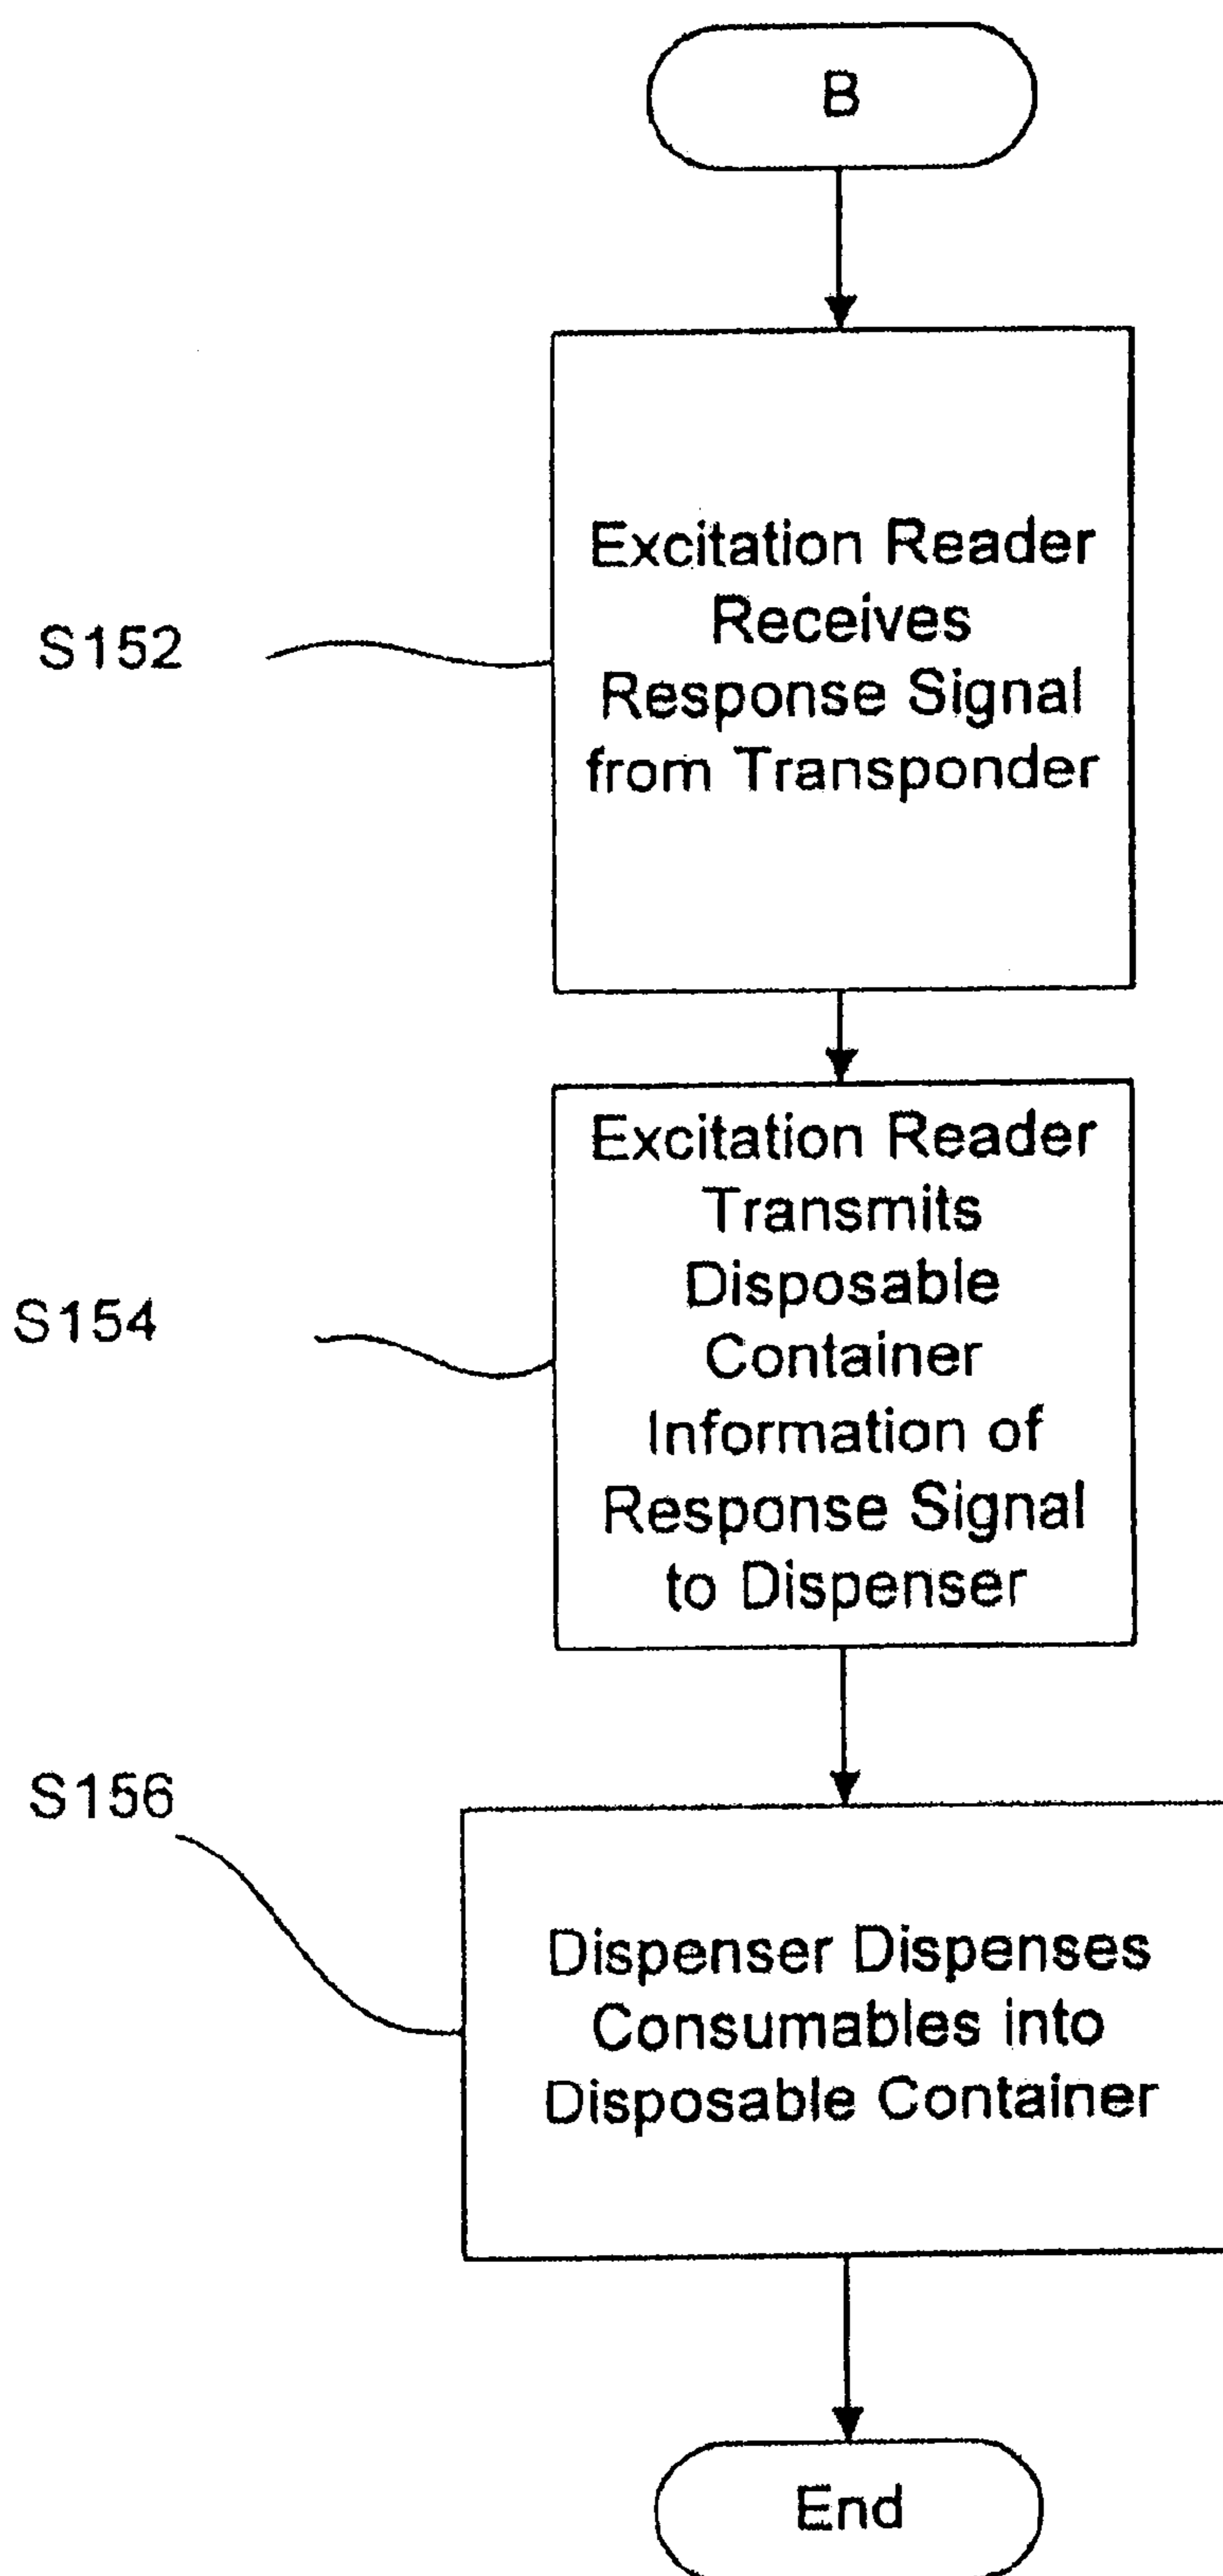 B
Excitation Reader
Receives
Response Signal
from Transponder
S152
Excitation Reader
Transmits
Disposable
Container
Information of
Response Signal
to Dispenser
S154
S156
Dispenser Dispenses
Consumables into
Disposable Container
End